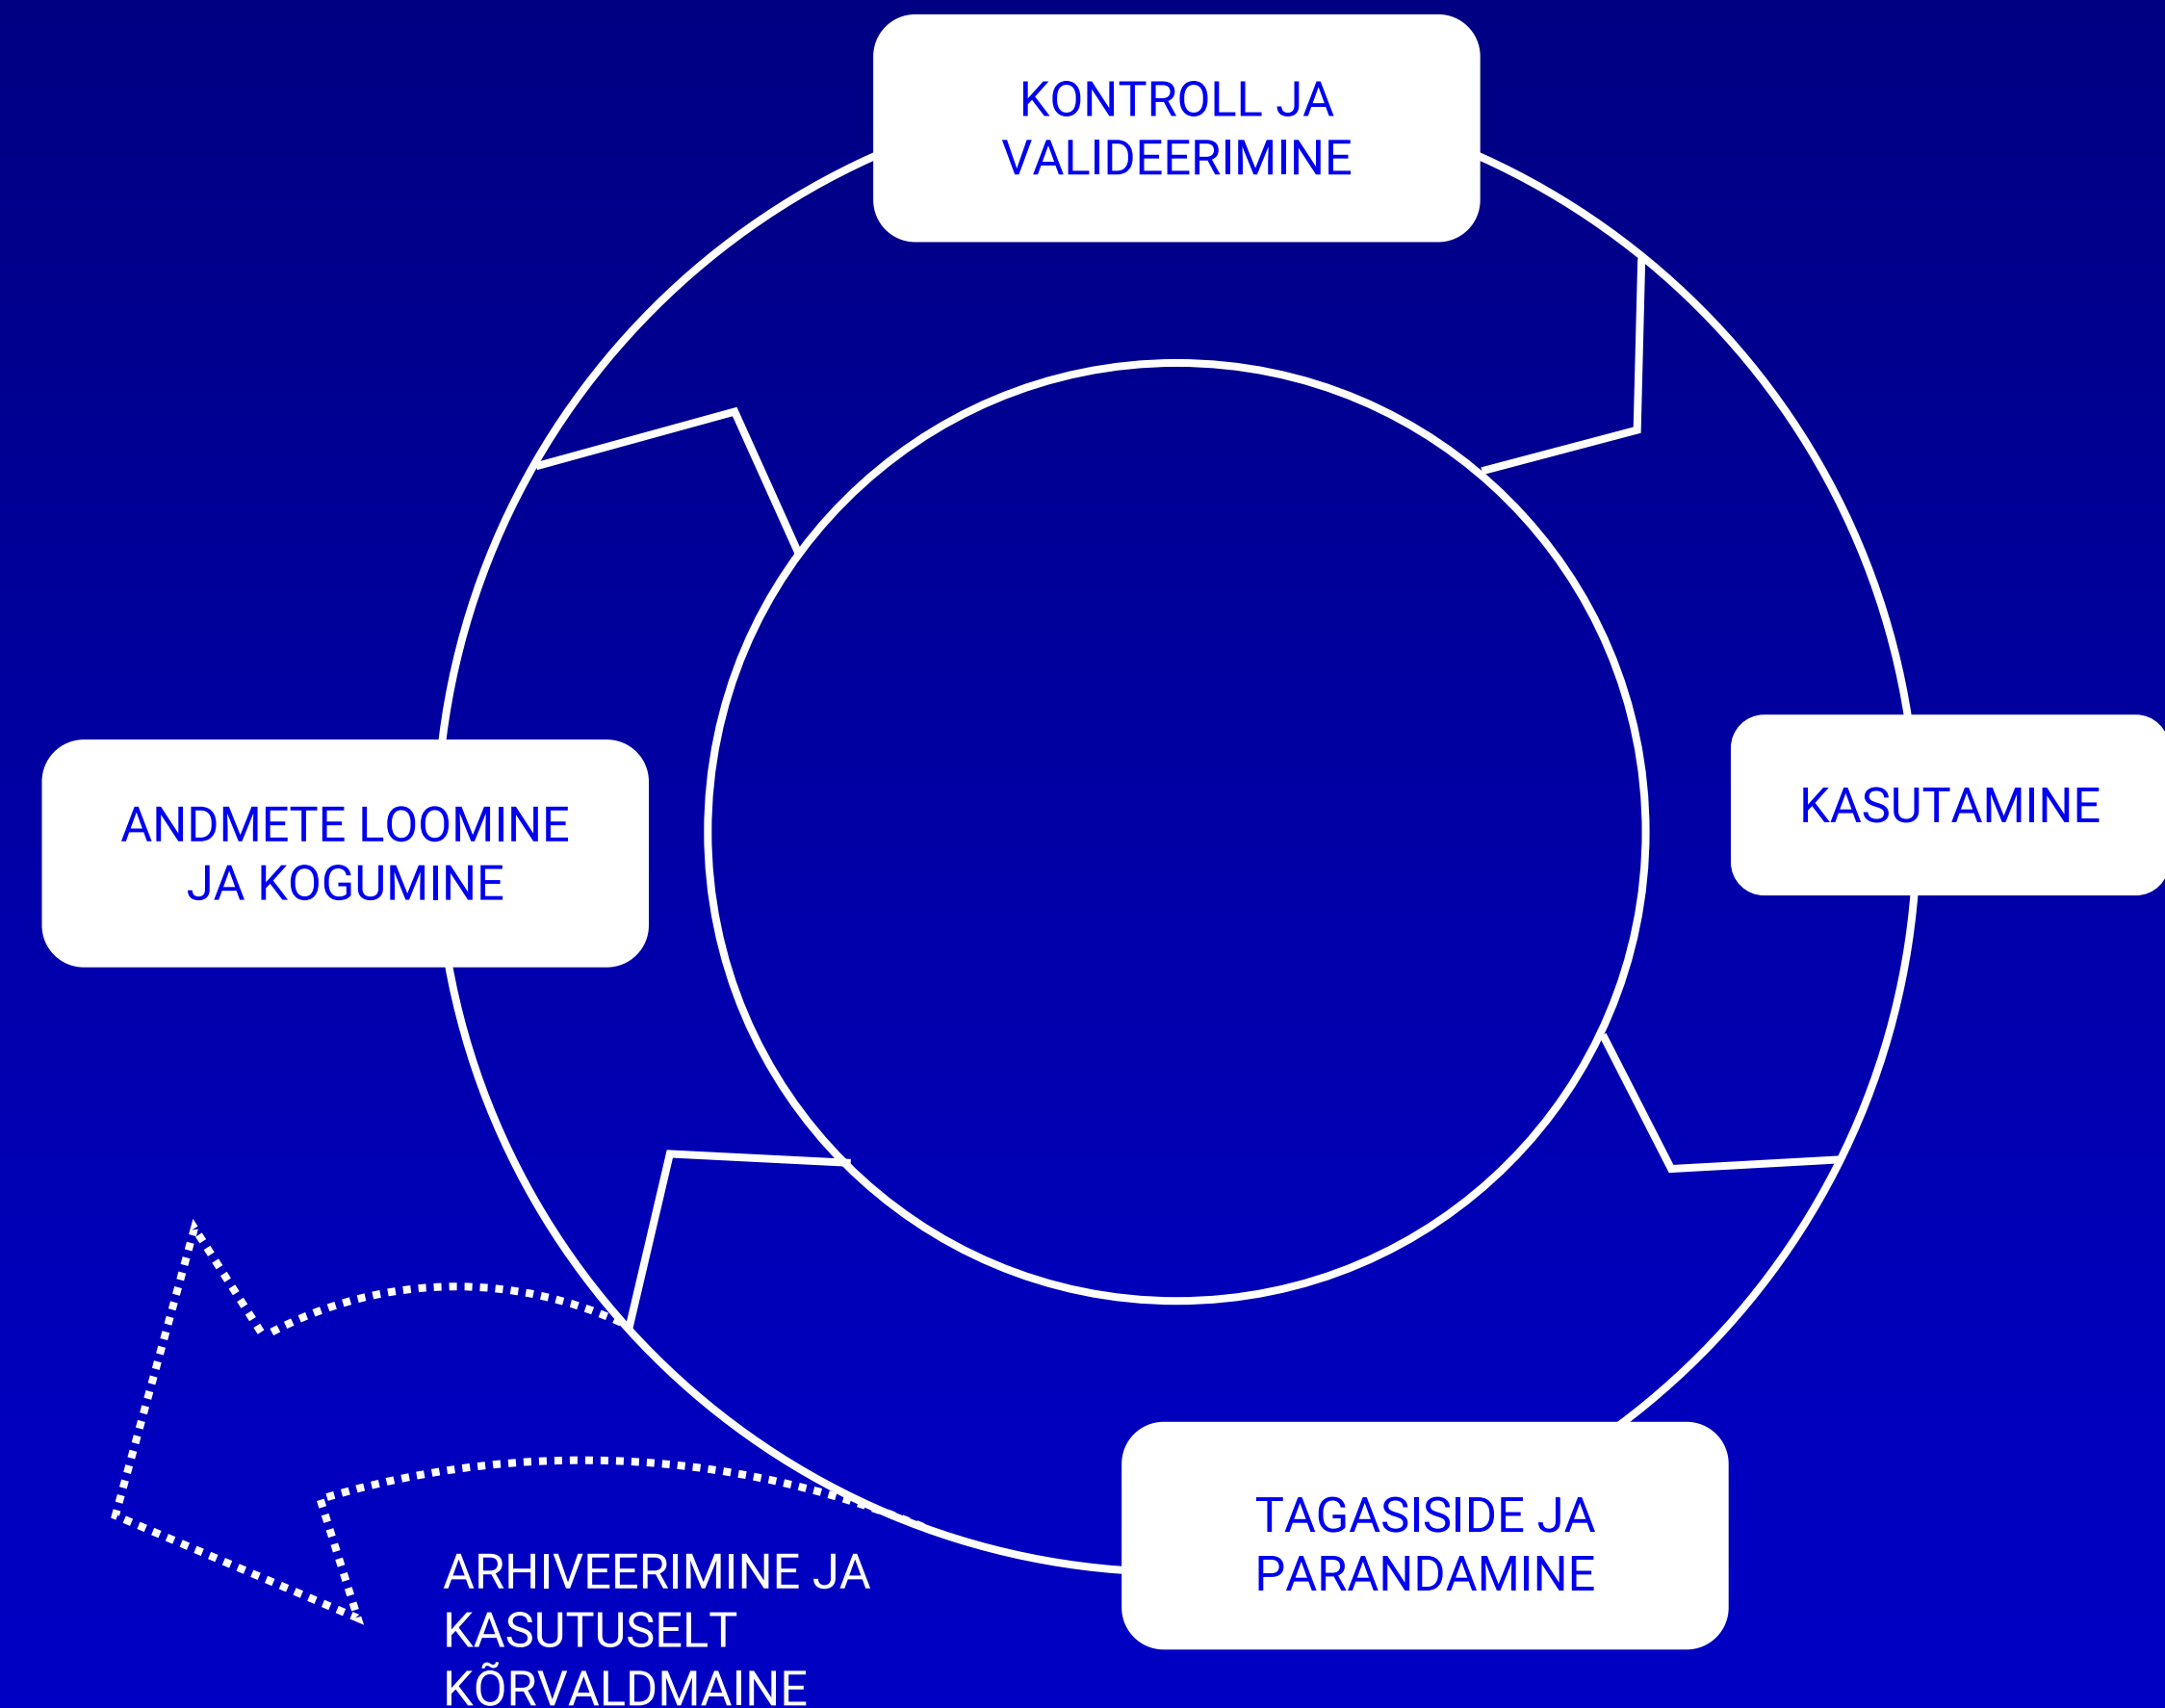 KONTROLL JA
VALIDEERIMINE
ANDMETE LOOMINE
JA KOGUMINE
KASUTAMINE
TAGASISIDE JA
PARANDAMINE
ARHIVEERIMINE JA
KASUTUSELT
KÕRVALDMAINE